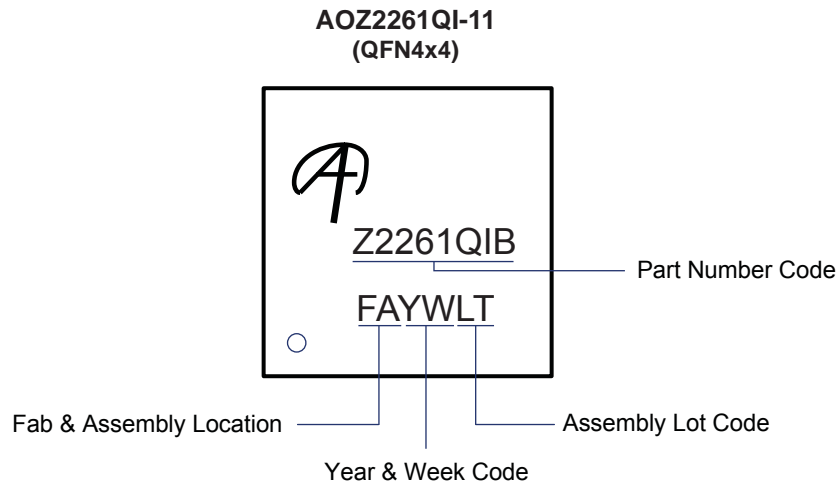 AOZ2261QI-11
(QFN4x4)
Z2261QIB
Part Number Code
FAYWLT
Fab & Assembly Location
Assembly Lot Code
Year & Week Code